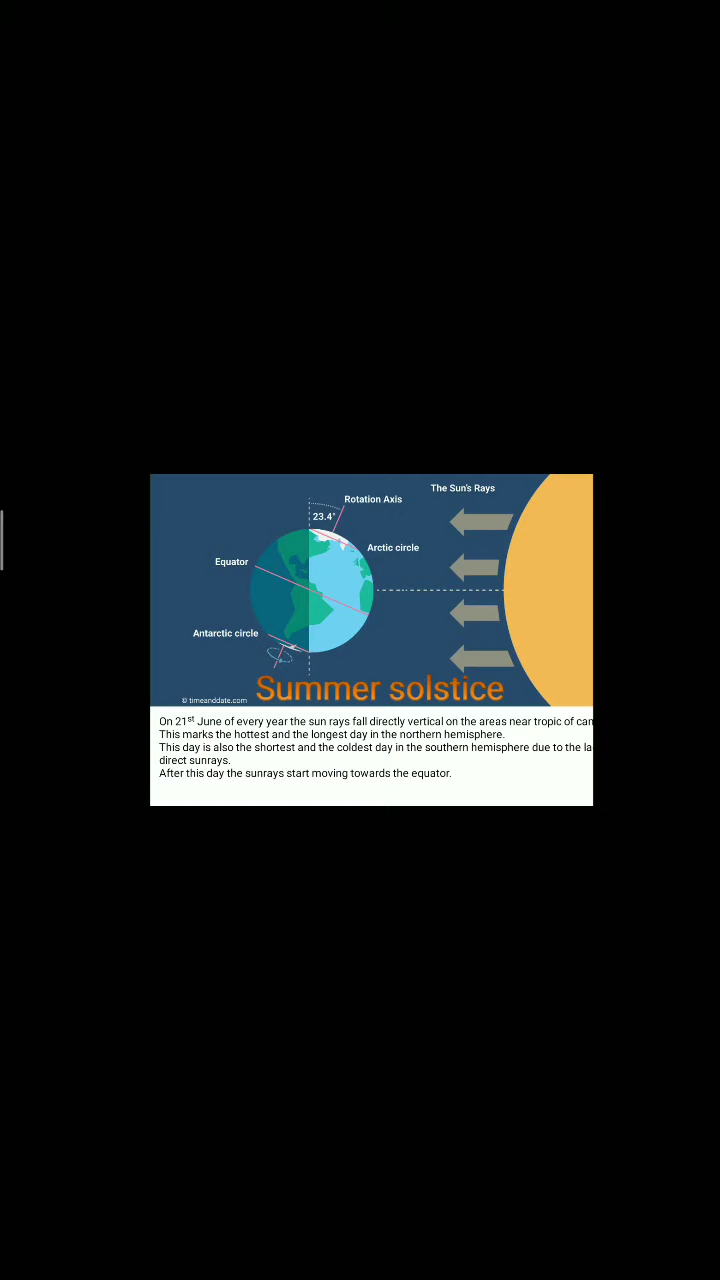 The Sun's Rays
Rotation Axis
23.4°
Arctic circle
Equator
Antarctic circle
Summer solstice
© timeanddate.com
On 21st June of every year the sun rays fall directly vertical on the areas near tropic of can
This marks the hottest and the longest day in the northern hemisphere.
This day is also the shortest and the coldest day in the southern hemisphere due to the la
direct sunrays.
After this day the sunrays start moving towards the equator.